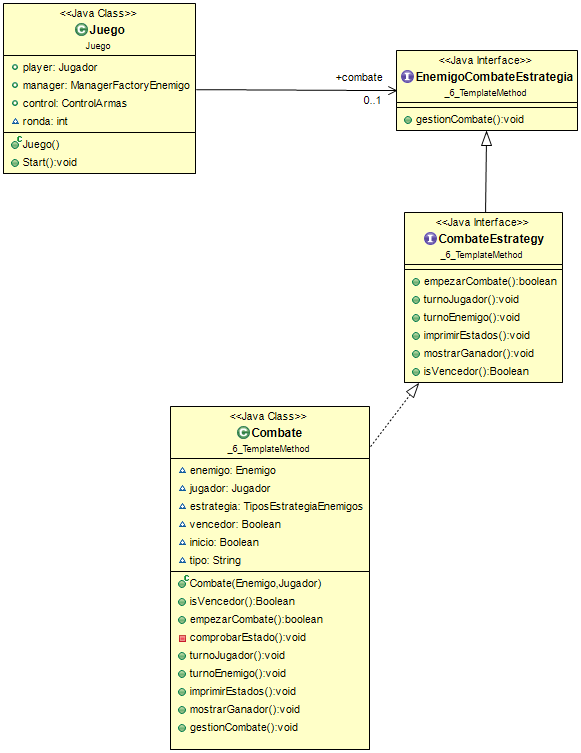 <<Java Class>>
Juego
Juego
player: Jugador
manager: ManagerFactoryEnemigo
control: ControlArmas
ronda: int
Juego()
Start():void
+combate
0..1
<<Java Interface>>
EnemigoCombateEstrategia
_6_TemplateMethod
gestionCombate():void
<<Java Interface>>
CombateEstrategy
_6_TemplateMethod
empezarCombate():boolean
turnoJugador():void
turnoEnemigo():void
imprimirEstados():void
mostrarGanador():void
isVencedor():Boolean
<<Java Class>>
Combate
_6_TemplateMethod
enemigo: Enemigo
jugador: Jugador
estrategia: TiposEstrategiaEnemigos
vencedor: Boolean
inicio: Boolean
tipo: String
Combate(Enemigo,Jugador)
isVencedor():Boolean
empezarCombate():boolean
comprobarEstado():void
turnoJugador():void
turnoEnemigo():void
imprimirEstados():void
mostrarGanador():void
gestionCombate():void